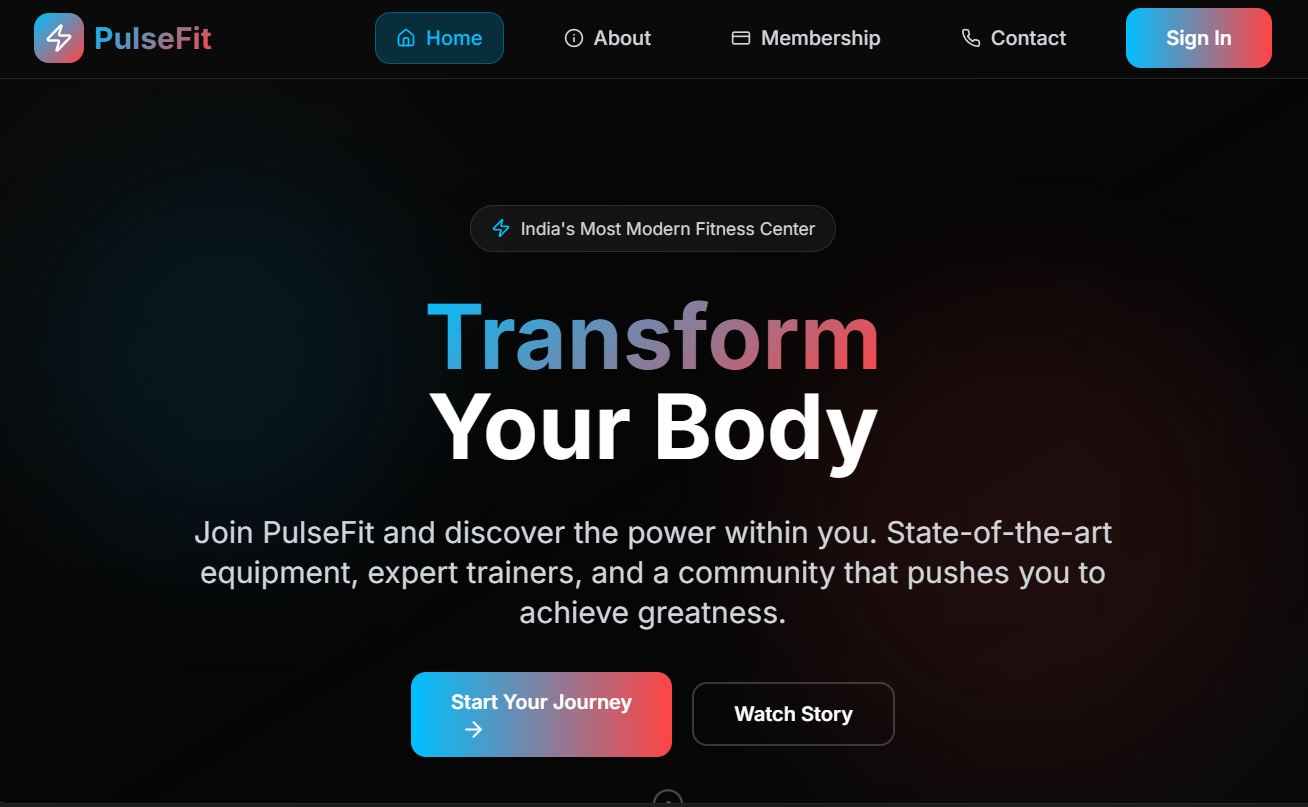 PulseFit
Home
About
Membership
Contact
Sign In
India's Most Modern Fitness Center
Transform
Your Body
Join PulseFit and discover the power within you. State-of-the-art
equipment, expert trainers, and a community that pushes you to
achieve greatness.
Start Your Journey
→
Watch Story